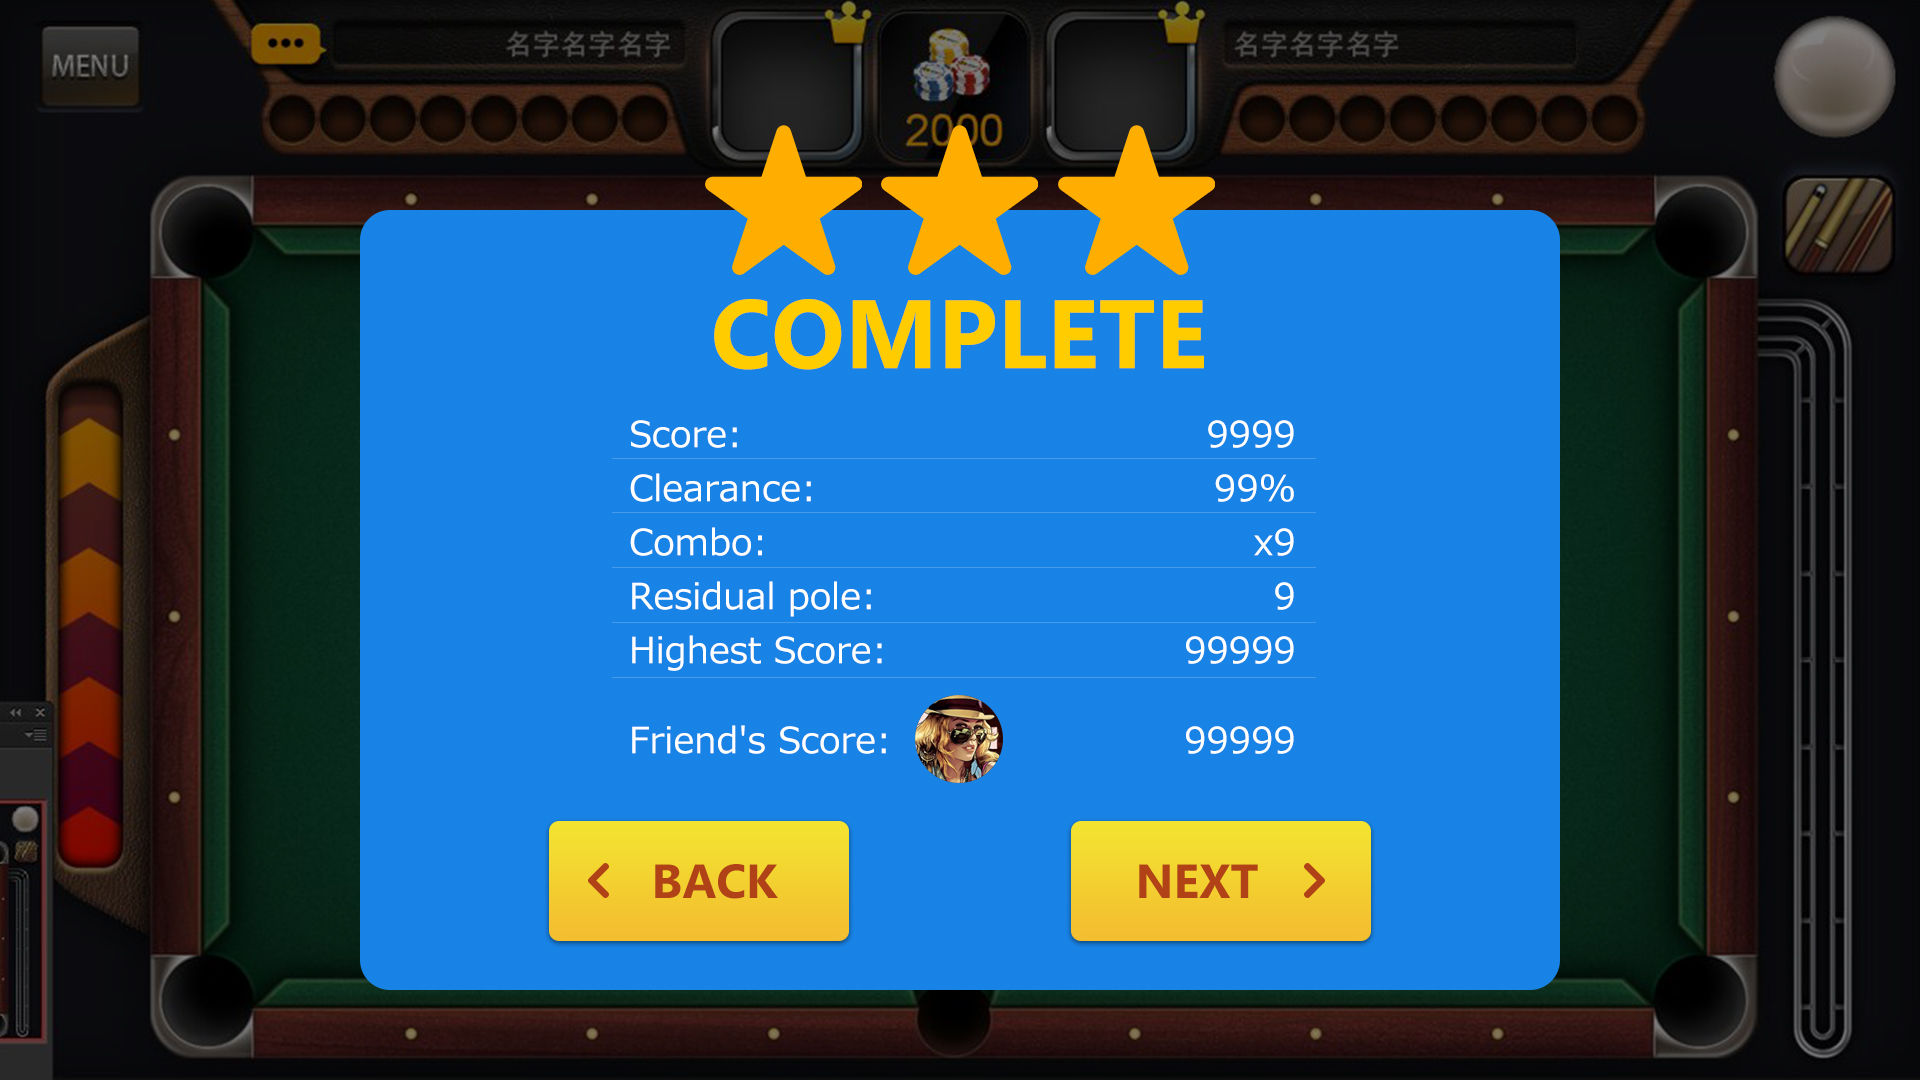 MENU
名字名字名字
名字名字名字
2000
COMPLETE
Score: 9999
Clearance: 99%
Combo: x9
Residual pole: 9
Highest Score: 99999
Friend's Score: 99999
BACK
NEXT